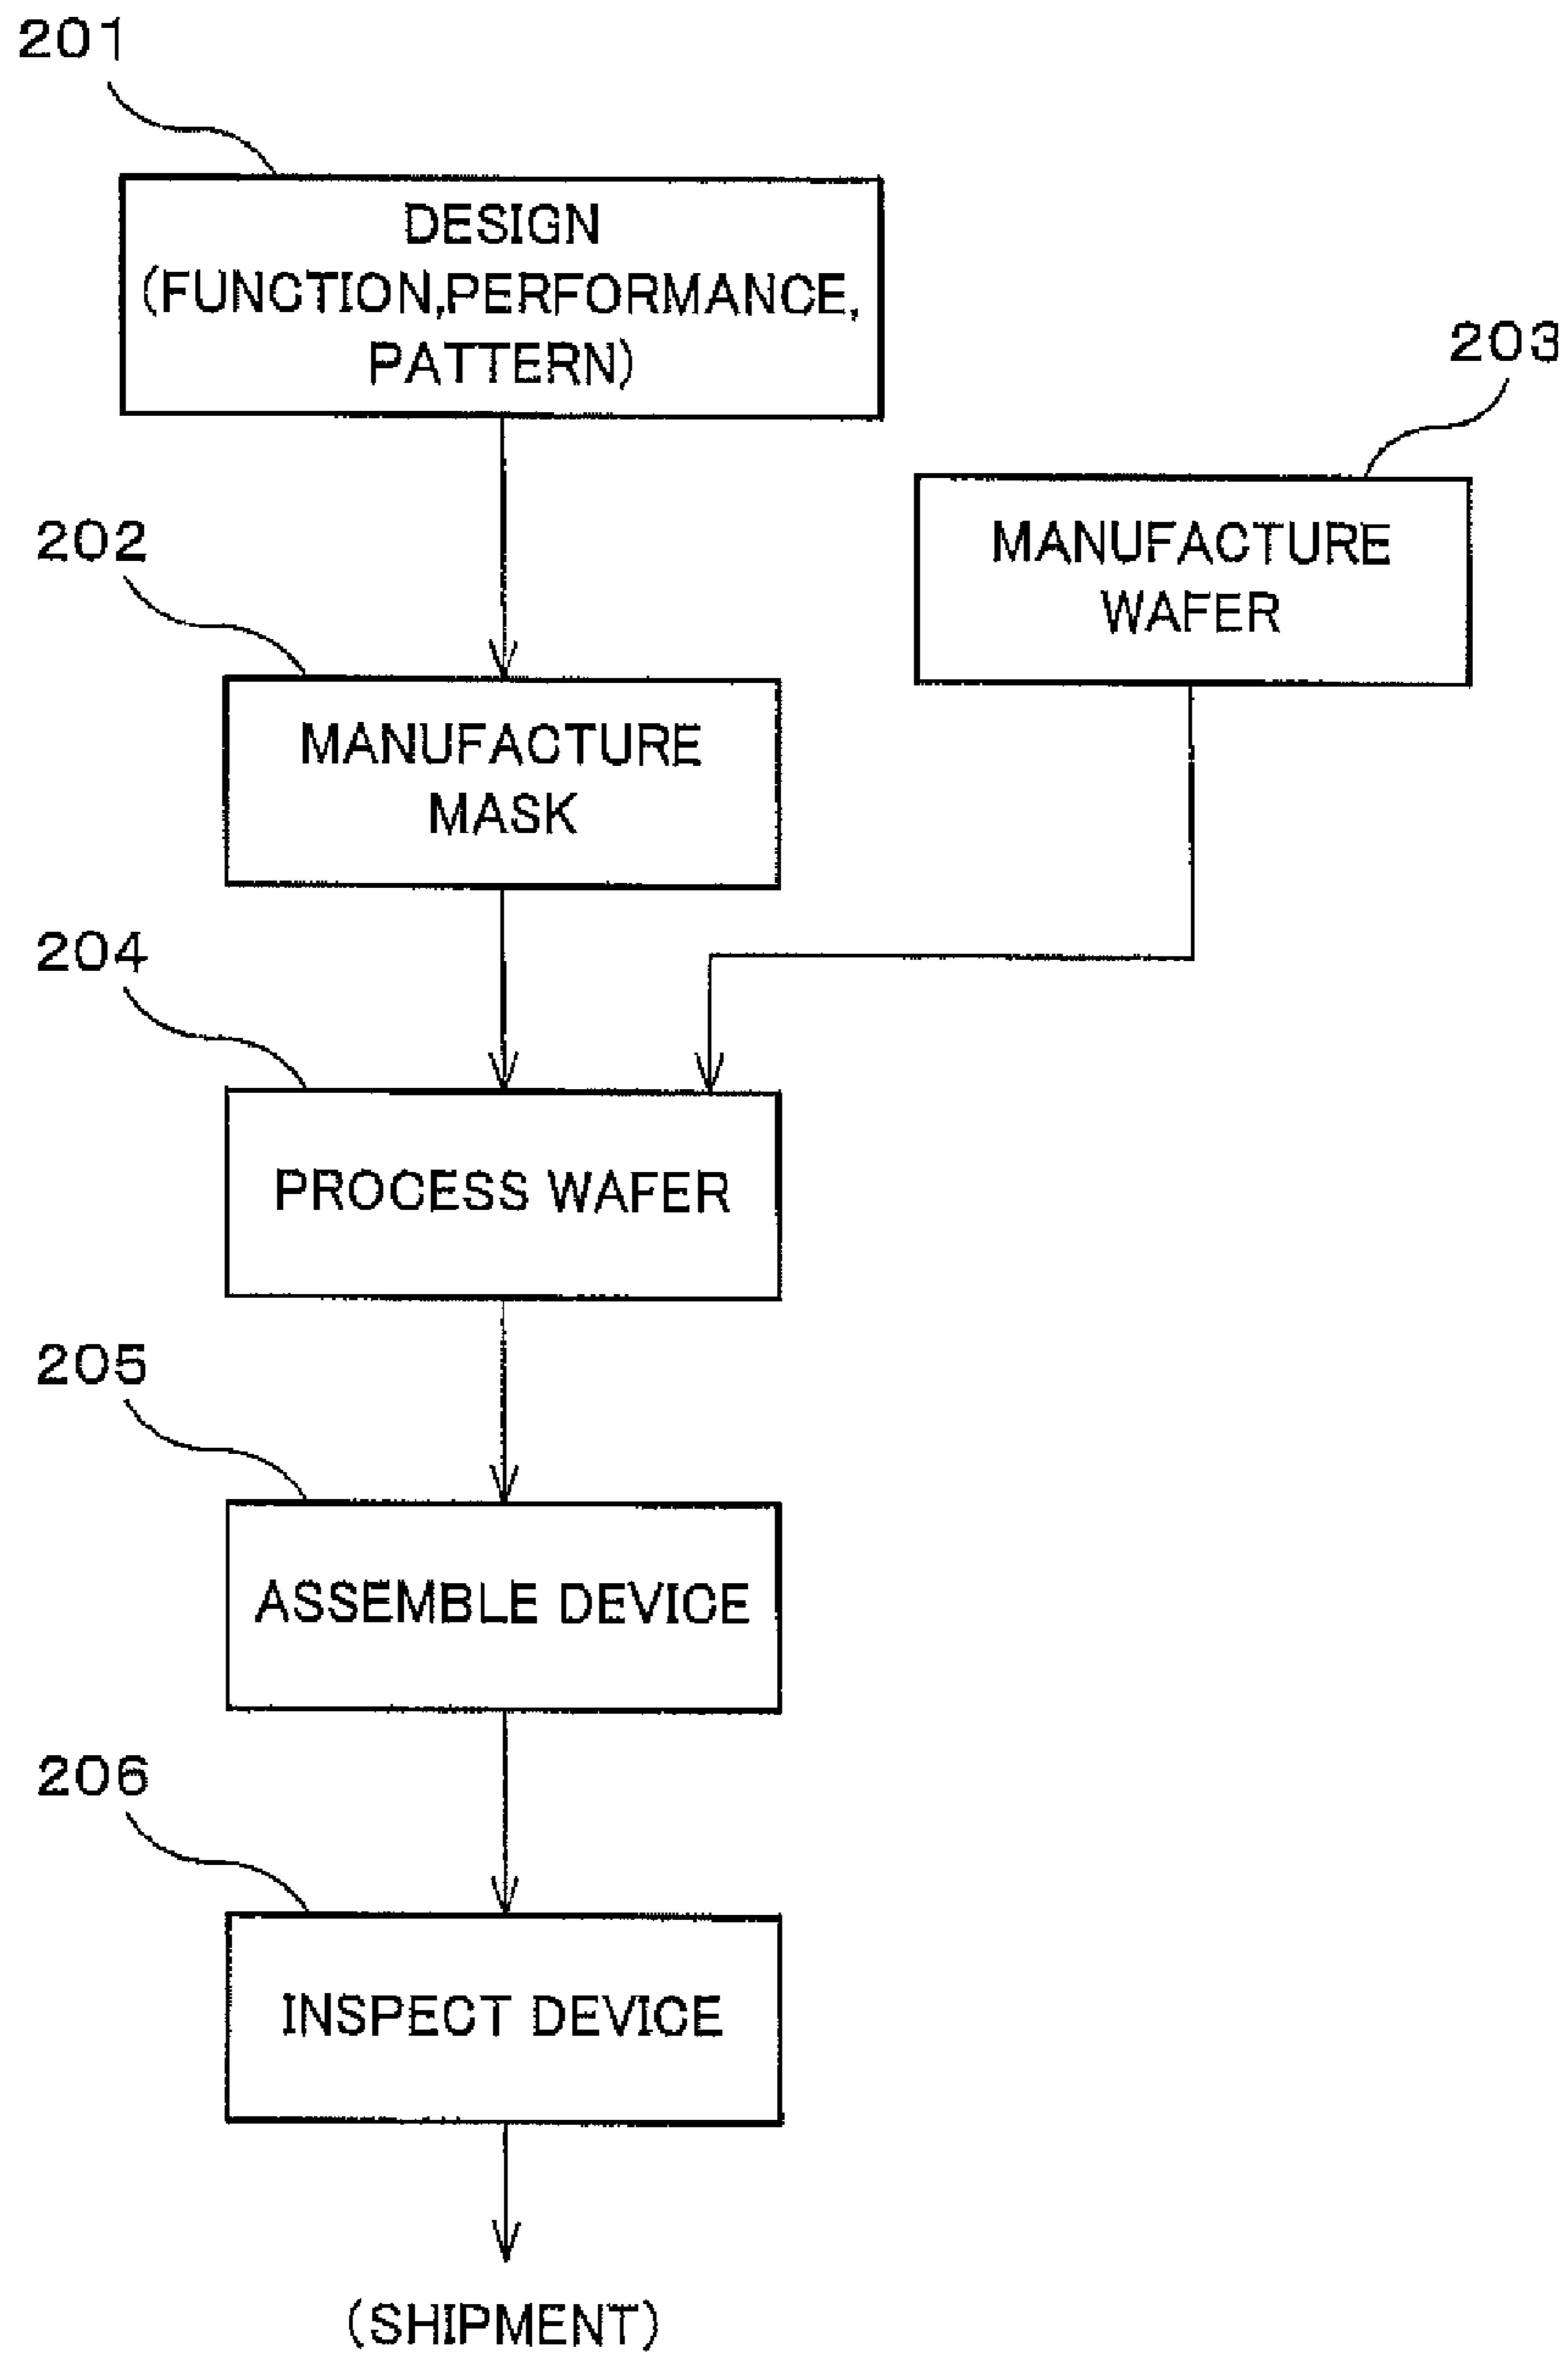 201
DESIGN
(FUNCTION,PERFORMANCE,
PATTERN)
203
MANUFACTURE
WAFER
202
MANUFACTURE
MASK
204
PROCESS WAFER
205
ASSEMBLE DEVICE
206
INSPECT DEVICE
(SHIPMENT)